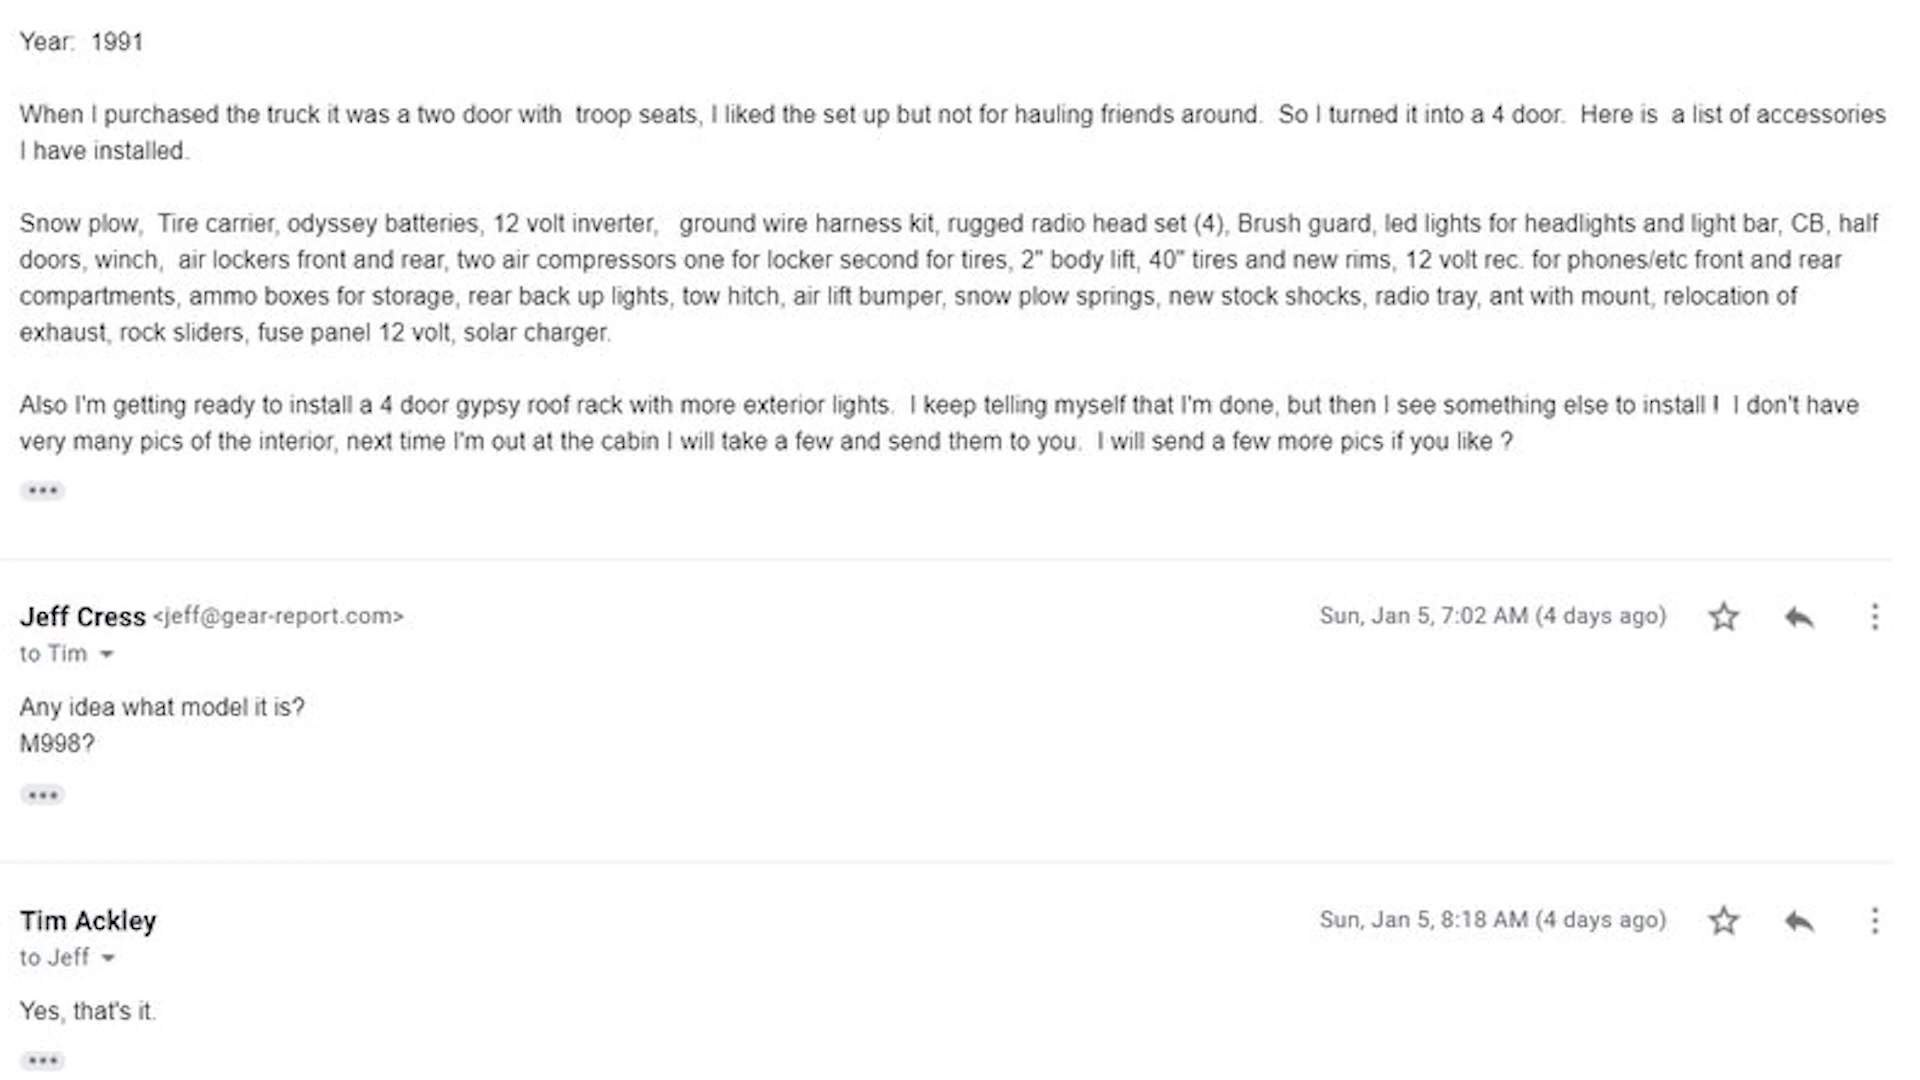 Year:  1991
When I purchased the truck it was a two door with  troop seats, I liked the set up but not for hauling friends around.  So I turned it into a 4 door.  Here is  a list of accessories
I have installed.
Snow plow,  Tire carrier, odyssey batteries, 12 volt inverter,   ground wire harness kit, rugged radio head set (4), Brush guard, led lights for headlights and light bar, CB, half
doors, winch,  air lockers front and rear, two air compressors one for locker second for tires, 2" body lift, 40" tires and new rims, 12 volt rec. for phones/etc front and rear
compartments, ammo boxes for storage, rear back up lights, tow hitch, air lift bumper, snow plow springs, new stock shocks, radio tray, ant with mount, relocation of
exhaust, rock sliders, fuse panel 12 volt, solar charger.
Also I'm getting ready to install a 4 door gypsy roof rack with more exterior lights.  I keep telling myself that I'm done, but then I see something else to install !  I don't have
very many pics of the interior, next time I'm out at the cabin I will take a few and send them to you.  I will send a few more pics if you like ?
Jeff Cress <jeff@gear-report.com> Sun, Jan 5, 7:02 AM (4 days ago)
to Tim
Any idea what model it is?
M998?
Tim Ackley Sun, Jan 5, 8:18 AM (4 days ago)
to Jeff
Yes, that's it.